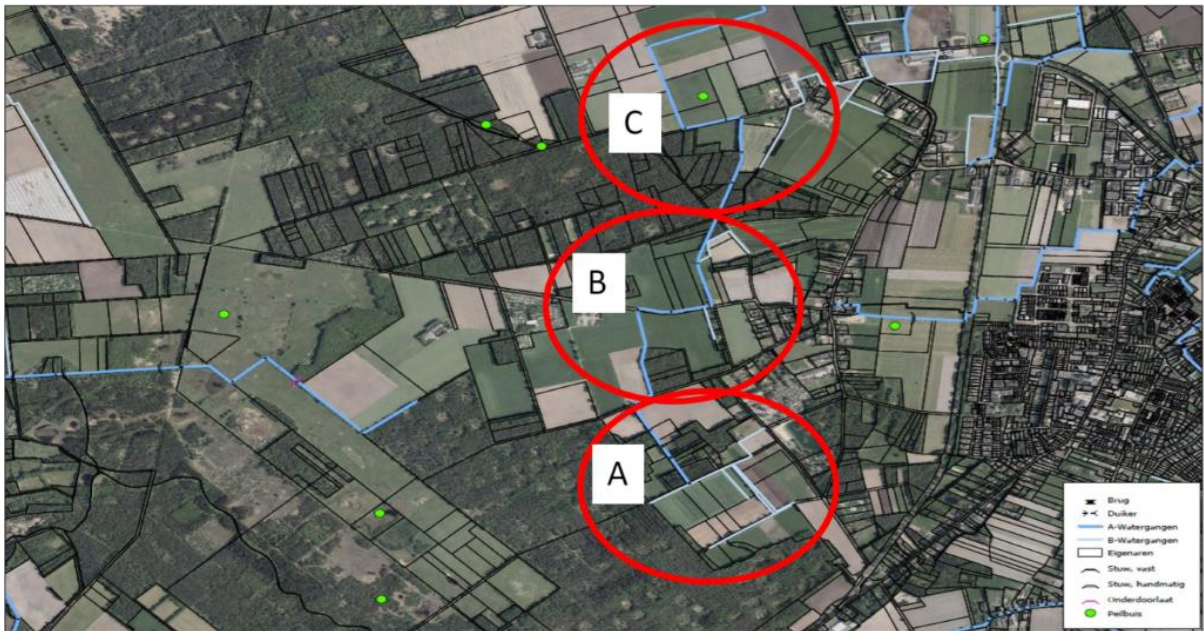 C
B
A
Brug
Duiker
A-Watergangen
B-Watergangen
Eigenaren
Stuw, vast
Stuw, handmatig
Onderdoorlaat
Peilbuis